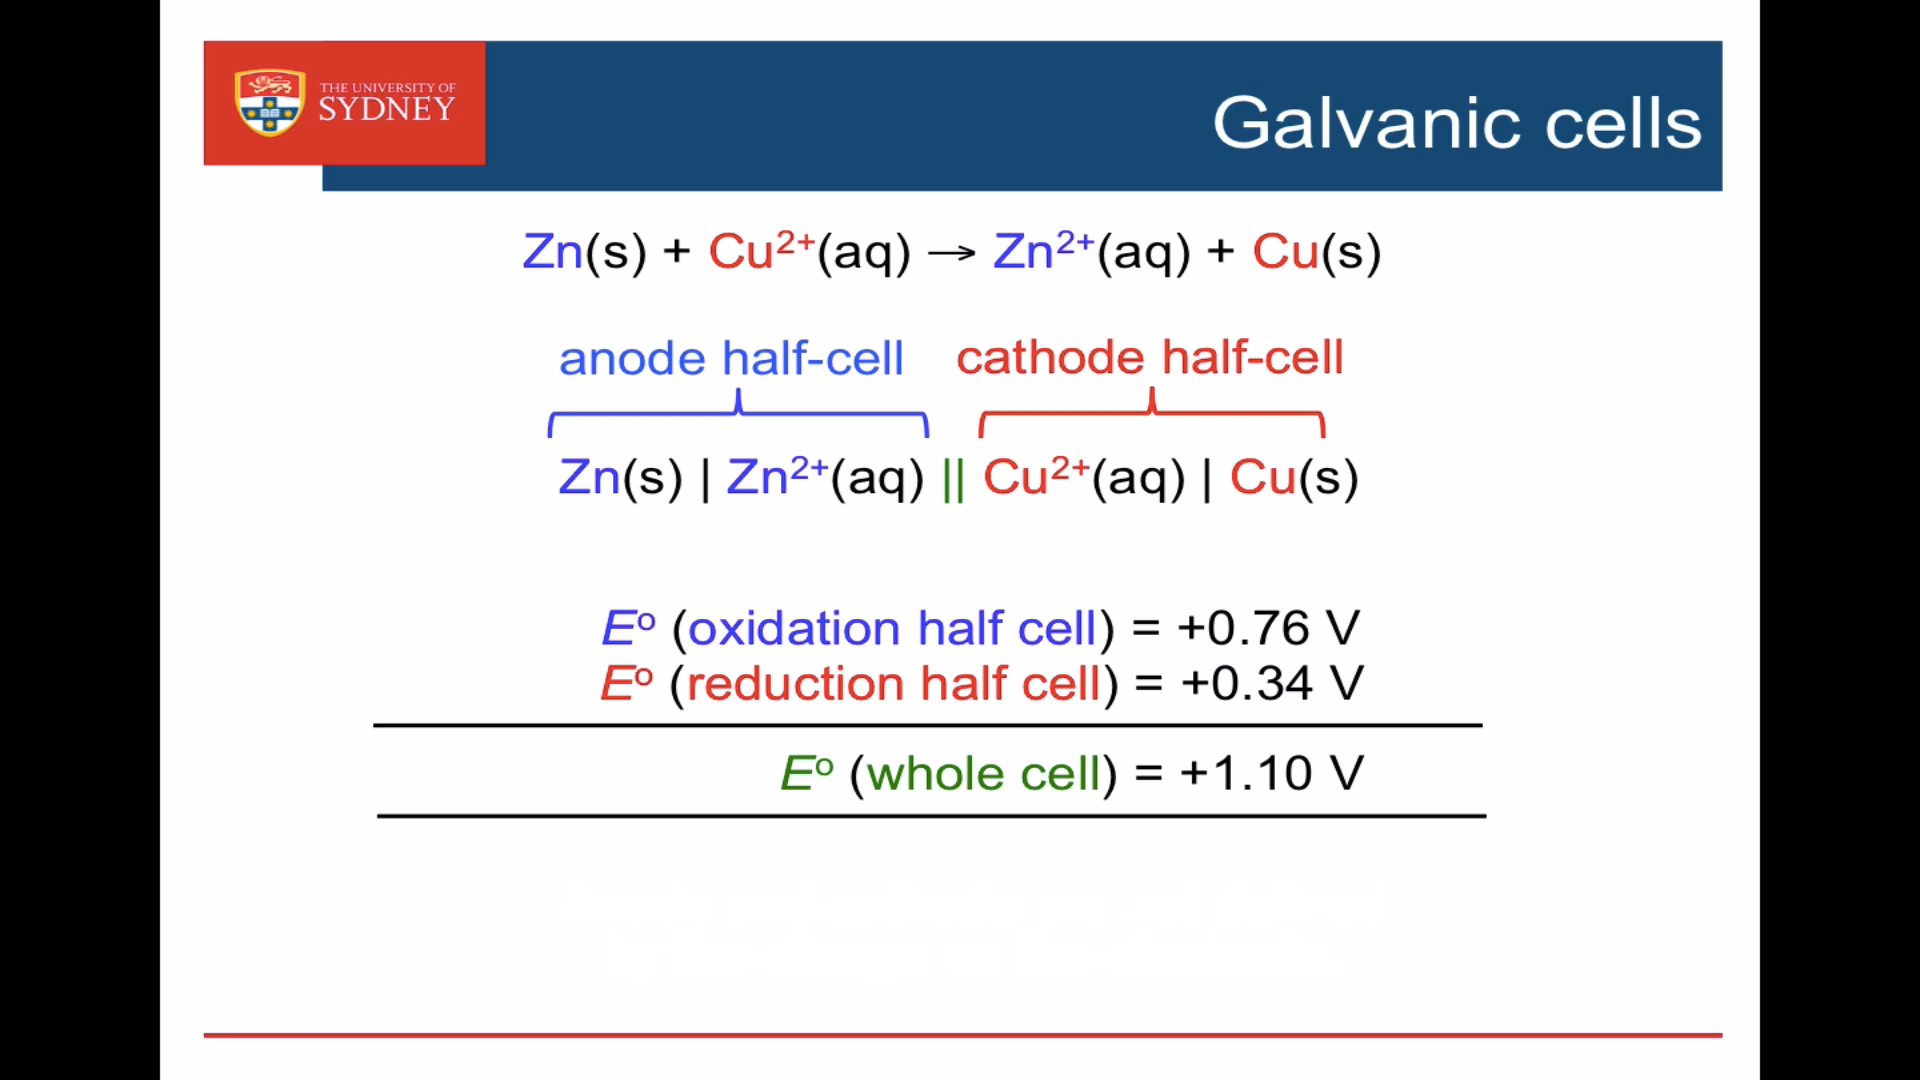 THE UNIVERSITY OF
SYDNEY
Galvanic cells
Zn(s) + Cu²⁺(aq) → Zn²⁺(aq) + Cu(s)
anode half-cell cathode half-cell
Zn(s) | Zn²⁺(aq) || Cu²⁺(aq) | Cu(s)
Eº (oxidation half cell) = +0.76 V
Eº (reduction half cell) = +0.34 V
Eº (whole cell) = +1.10 V